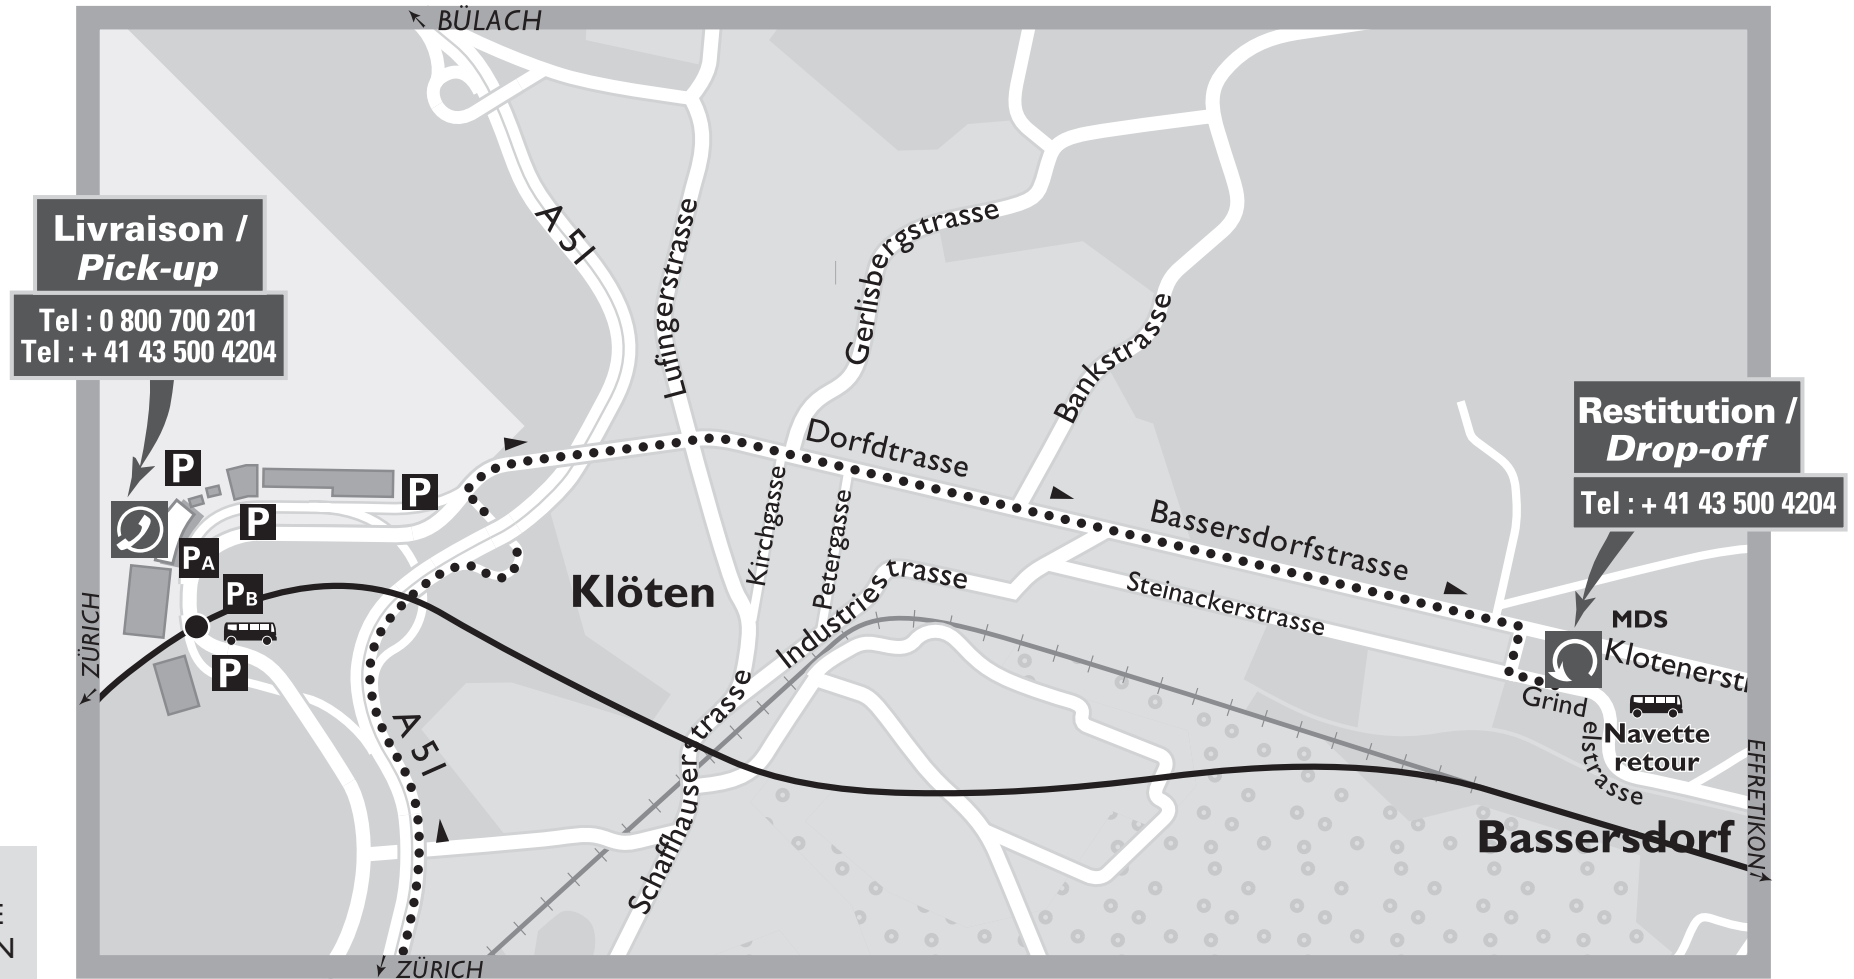 BÜLACH
Livraison /
Pick-up
Tel : 0 800 700 201
Tel : + 41 43 500 4204
A 51
Lufingerstrasse
Gerlisbergstrasse
Bankstrasse
Restitution /
Drop-off
Tel : + 41 43 500 4204
Dorfdtrasse
Bassersdorfstrasse
P
P
P
PA
PB
P
Kirchgasse
Petergasse
Industriestrasse
Steinackerstrasse
Klöten
ZÜRICH
MDS
Klotenerst
Grindelstrasse
Navette
retour
A 51
Schaffhauserstrasse
EFFRETIKON
Bassersdorf
ZÜRICH